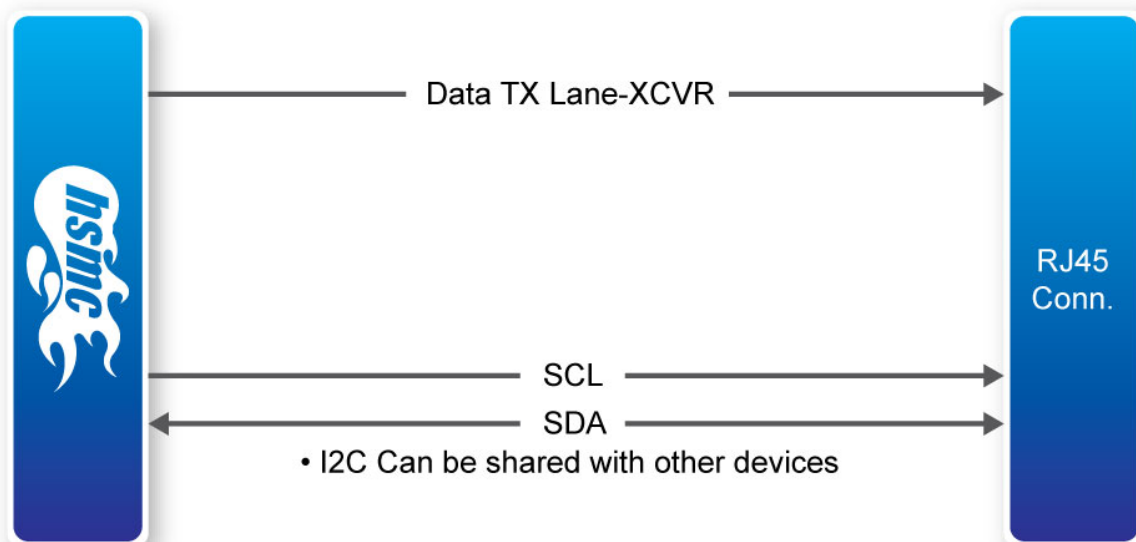 hsmc
Data TX Lane-XCVR
RJ45
Conn.
SCL
SDA
• I2C Can be shared with other devices